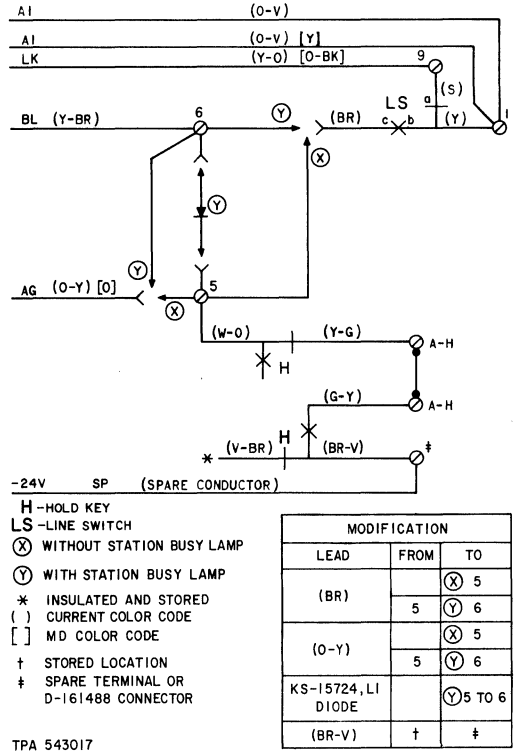 AI (O-V)
AI (O-V) [Y]
LK (Y-O) [O-BK] 9
(S)
LS a
1
BL (Y-BR) 6 Y (BR) c b (Y)
X
Y
Y
AG (O-Y) [O] X 5
(W-O) (Y-G) A-H
H
(G-Y) A-H
* (V-BR) H (BR-V) ‡
-24V SP (SPARE CONDUCTOR)
H -HOLD KEY
LS -LINE SWITCH
X WITHOUT STATION BUSY LAMP
Y WITH STATION BUSY LAMP
* INSULATED AND STORED
( ) CURRENT COLOR CODE
[ ] MD COLOR CODE
† STORED LOCATION
‡ SPARE TERMINAL OR
D-161488 CONNECTOR
TPA 543017
MODIFICATION
LEAD FROM TO
(BR) X 5
5 Y 6
(O-Y) X 5
5 Y 6
KS-15724, L1
DIODE Y 5 TO 6
(BR-V) † ‡